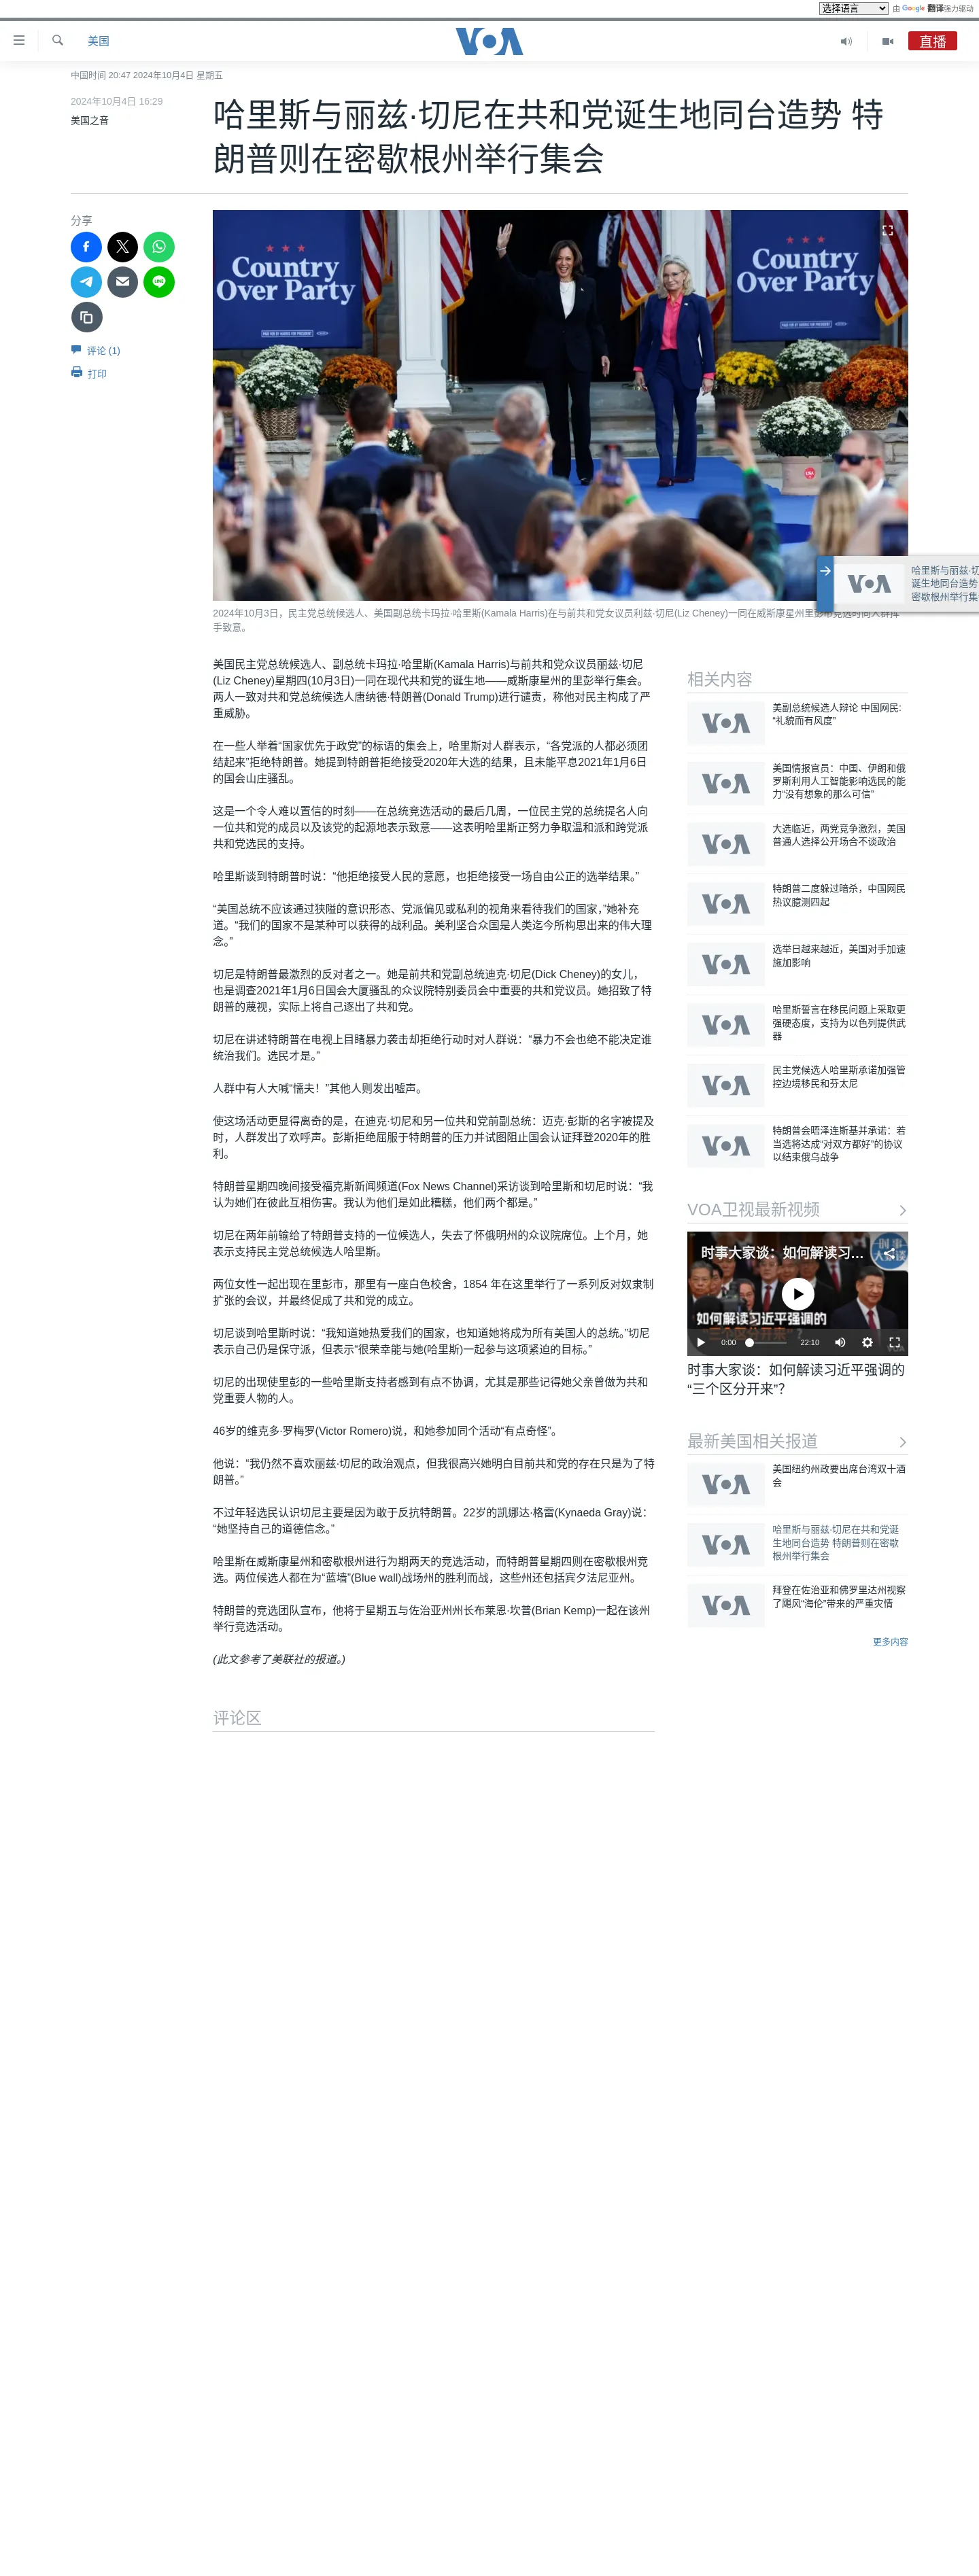 选择语言 由 Google 翻译强力驱动
美国
VOA
直播
中国时间 20:47 2024年10月4日 星期五
2024年10月4日 16:29
美国之音
哈里斯与丽兹·切尼在共和党诞生地同台造势 特
朗普则在密歇根州举行集会
分享
评论 (1)
打印
Country
Over Party
PAID FOR BY HARRIS FOR PRESIDENT
Country
Over Party
PAID FOR BY HARRIS FOR PRESIDENT
哈里斯与丽兹·切
诞生地同台造势
密歇根州举行集
VOA
2024年10月3日，民主党总统候选人、美国副总统卡玛拉·哈里斯(Kamala Harris)在与前共和党女议员利兹·切尼(Liz Cheney)一同在威斯康星州里彭市竞选时向人群挥
手致意。
美国民主党总统候选人、副总统卡玛拉·哈里斯(Kamala Harris)与前共和党众议员丽兹·切尼
(Liz Cheney)星期四(10月3日)一同在现代共和党的诞生地——威斯康星州的里彭举行集会。
两人一致对共和党总统候选人唐纳德·特朗普(Donald Trump)进行谴责，称他对民主构成了严
重威胁。
在一些人举着“国家优先于政党”的标语的集会上，哈里斯对人群表示，“各党派的人都必须团
结起来”拒绝特朗普。她提到特朗普拒绝接受2020年大选的结果，且未能平息2021年1月6日
的国会山庄骚乱。
这是一个令人难以置信的时刻——在总统竞选活动的最后几周，一位民主党的总统提名人向
一位共和党的成员以及该党的起源地表示致意——这表明哈里斯正努力争取温和派和跨党派
共和党选民的支持。
哈里斯谈到特朗普时说：“他拒绝接受人民的意愿，也拒绝接受一场自由公正的选举结果。”
“美国总统不应该通过狭隘的意识形态、党派偏见或私利的视角来看待我们的国家，”她补充
道。“我们的国家不是某种可以获得的战利品。美利坚合众国是人类迄今所构思出来的伟大理
念。”
切尼是特朗普最激烈的反对者之一。她是前共和党副总统迪克·切尼(Dick Cheney)的女儿，
也是调查2021年1月6日国会大厦骚乱的众议院特别委员会中重要的共和党议员。她招致了特
朗普的蔑视，实际上将自己逐出了共和党。
切尼在讲述特朗普在电视上目睹暴力袭击却拒绝行动时对人群说：“暴力不会也绝不能决定谁
统治我们。选民才是。”
人群中有人大喊“懦夫！”其他人则发出嘘声。
使这场活动更显得离奇的是，在迪克·切尼和另一位共和党前副总统：迈克·彭斯的名字被提及
时，人群发出了欢呼声。彭斯拒绝屈服于特朗普的压力并试图阻止国会认证拜登2020年的胜
利。
特朗普星期四晚间接受福克斯新闻频道(Fox News Channel)采访谈到哈里斯和切尼时说：“我
认为她们在彼此互相伤害。我认为他们是如此糟糕，他们两个都是。”
切尼在两年前输给了特朗普支持的一位候选人，失去了怀俄明州的众议院席位。上个月，她
表示支持民主党总统候选人哈里斯。
两位女性一起出现在里彭市，那里有一座白色校舍，1854 年在这里举行了一系列反对奴隶制
扩张的会议，并最终促成了共和党的成立。
切尼谈到哈里斯时说：“我知道她热爱我们的国家，也知道她将成为所有美国人的总统。”切尼
表示自己仍是保守派，但表示“很荣幸能与她(哈里斯)一起参与这项紧迫的目标。”
切尼的出现使里彭的一些哈里斯支持者感到有点不协调，尤其是那些记得她父亲曾做为共和
党重要人物的人。
46岁的维克多·罗梅罗(Victor Romero)说，和她参加同个活动“有点奇怪”。
他说：“我仍然不喜欢丽兹·切尼的政治观点，但我很高兴她明白目前共和党的存在只是为了特
朗普。”
不过年轻选民认识切尼主要是因为敢于反抗特朗普。22岁的凯娜达·格雷(Kynaeda Gray)说：
“她坚持自己的道德信念。”
哈里斯在威斯康星州和密歇根州进行为期两天的竞选活动，而特朗普星期四则在密歇根州竞
选。两位候选人都在为“蓝墙”(Blue wall)战场州的胜利而战，这些州还包括宾夕法尼亚州。
特朗普的竞选团队宣布，他将于星期五与佐治亚州州长布莱恩·坎普(Brian Kemp)一起在该州
举行竞选活动。
(此文参考了美联社的报道。)
评论区
相关内容
VOA
美副总统候选人辩论 中国网民:
“礼貌而有风度”
VOA
美国情报官员：中国、伊朗和俄
罗斯利用人工智能影响选民的能
力“没有想象的那么可信”
VOA
大选临近，两党竞争激烈，美国
普通人选择公开场合不谈政治
VOA
特朗普二度躲过暗杀，中国网民
热议臆测四起
VOA
选举日越来越近，美国对手加速
施加影响
VOA
哈里斯誓言在移民问题上采取更
强硬态度，支持为以色列提供武
器
VOA
民主党候选人哈里斯承诺加强管
控边境移民和芬太尼
VOA
特朗普会晤泽连斯基并承诺：若
当选将达成“对双方都好”的协议
以结束俄乌战争
VOA卫视最新视频
时事大家谈：如何解读习...
时事
大家谈
如何解读习近平强调的
“三个区分开来”？
0:00
22:10
VOA
时事大家谈：如何解读习近平强调的
“三个区分开来”？
最新美国相关报道
VOA
美国纽约州政要出席台湾双十酒
会
VOA
哈里斯与丽兹·切尼在共和党诞
生地同台造势 特朗普则在密歇
根州举行集会
VOA
拜登在佐治亚和佛罗里达州视察
了飓风“海伦”带来的严重灾情
更多内容